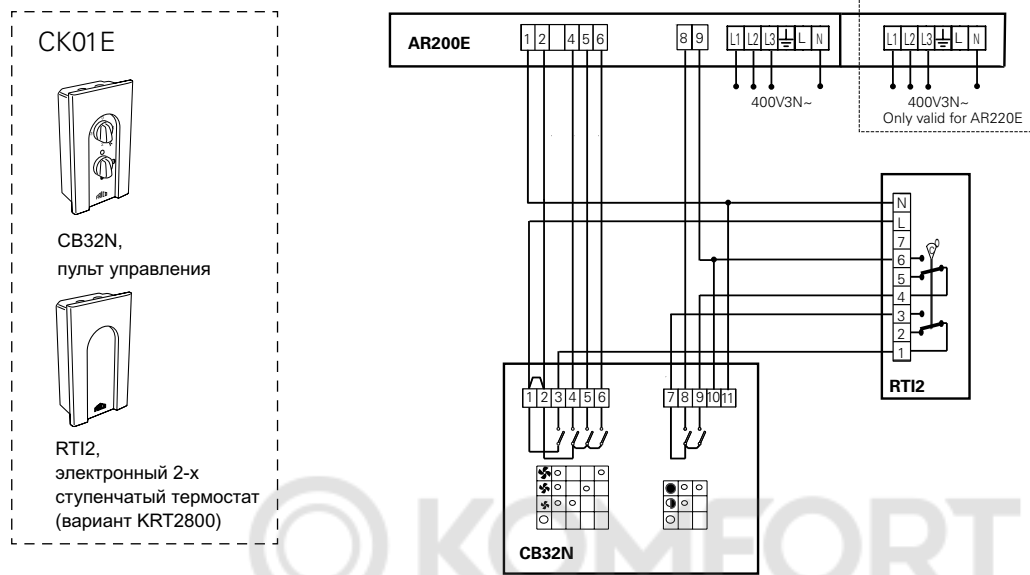 CK01E
CB32N,
пульт управления
RTI2,
электронный 2-х
ступенчатый термостат
(вариант KRT2800)
AR200E
1 2 4 5 6
8 9
L1 L2 L3 L N
400V3N~
L1 L2 L3 L N
400V3N~
Only valid for AR220E
N
L
7
6
5
4
3
2
1
RTI2
1 2 3 4 5 6
7 8 9 10 11
CB32N
KOMFORT